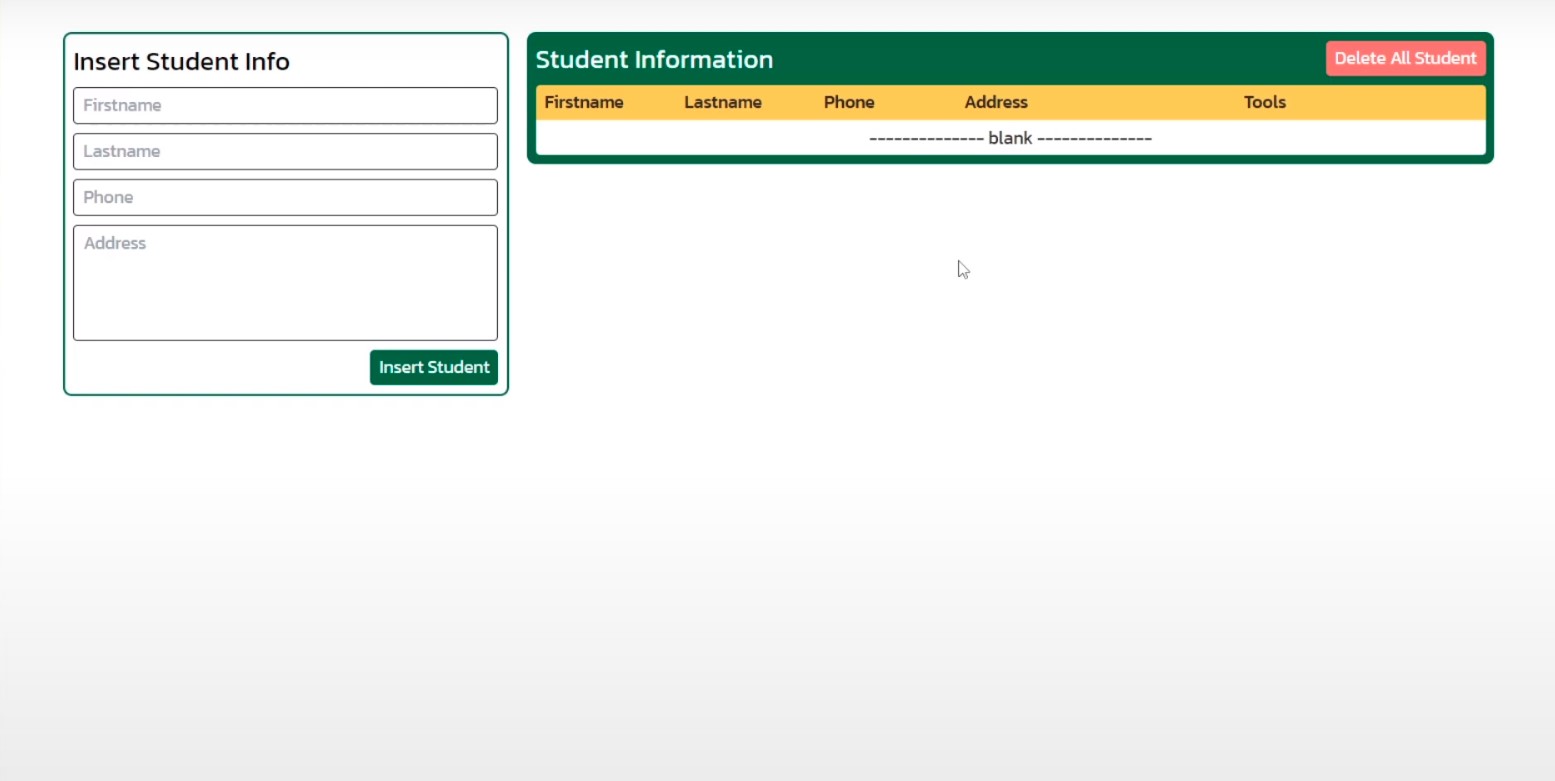 Insert Student Info
Firstname
Lastname
Phone
Address
Insert Student
Student Information
Delete All Student
Firstname Lastname Phone Address Tools
-------------- blank --------------